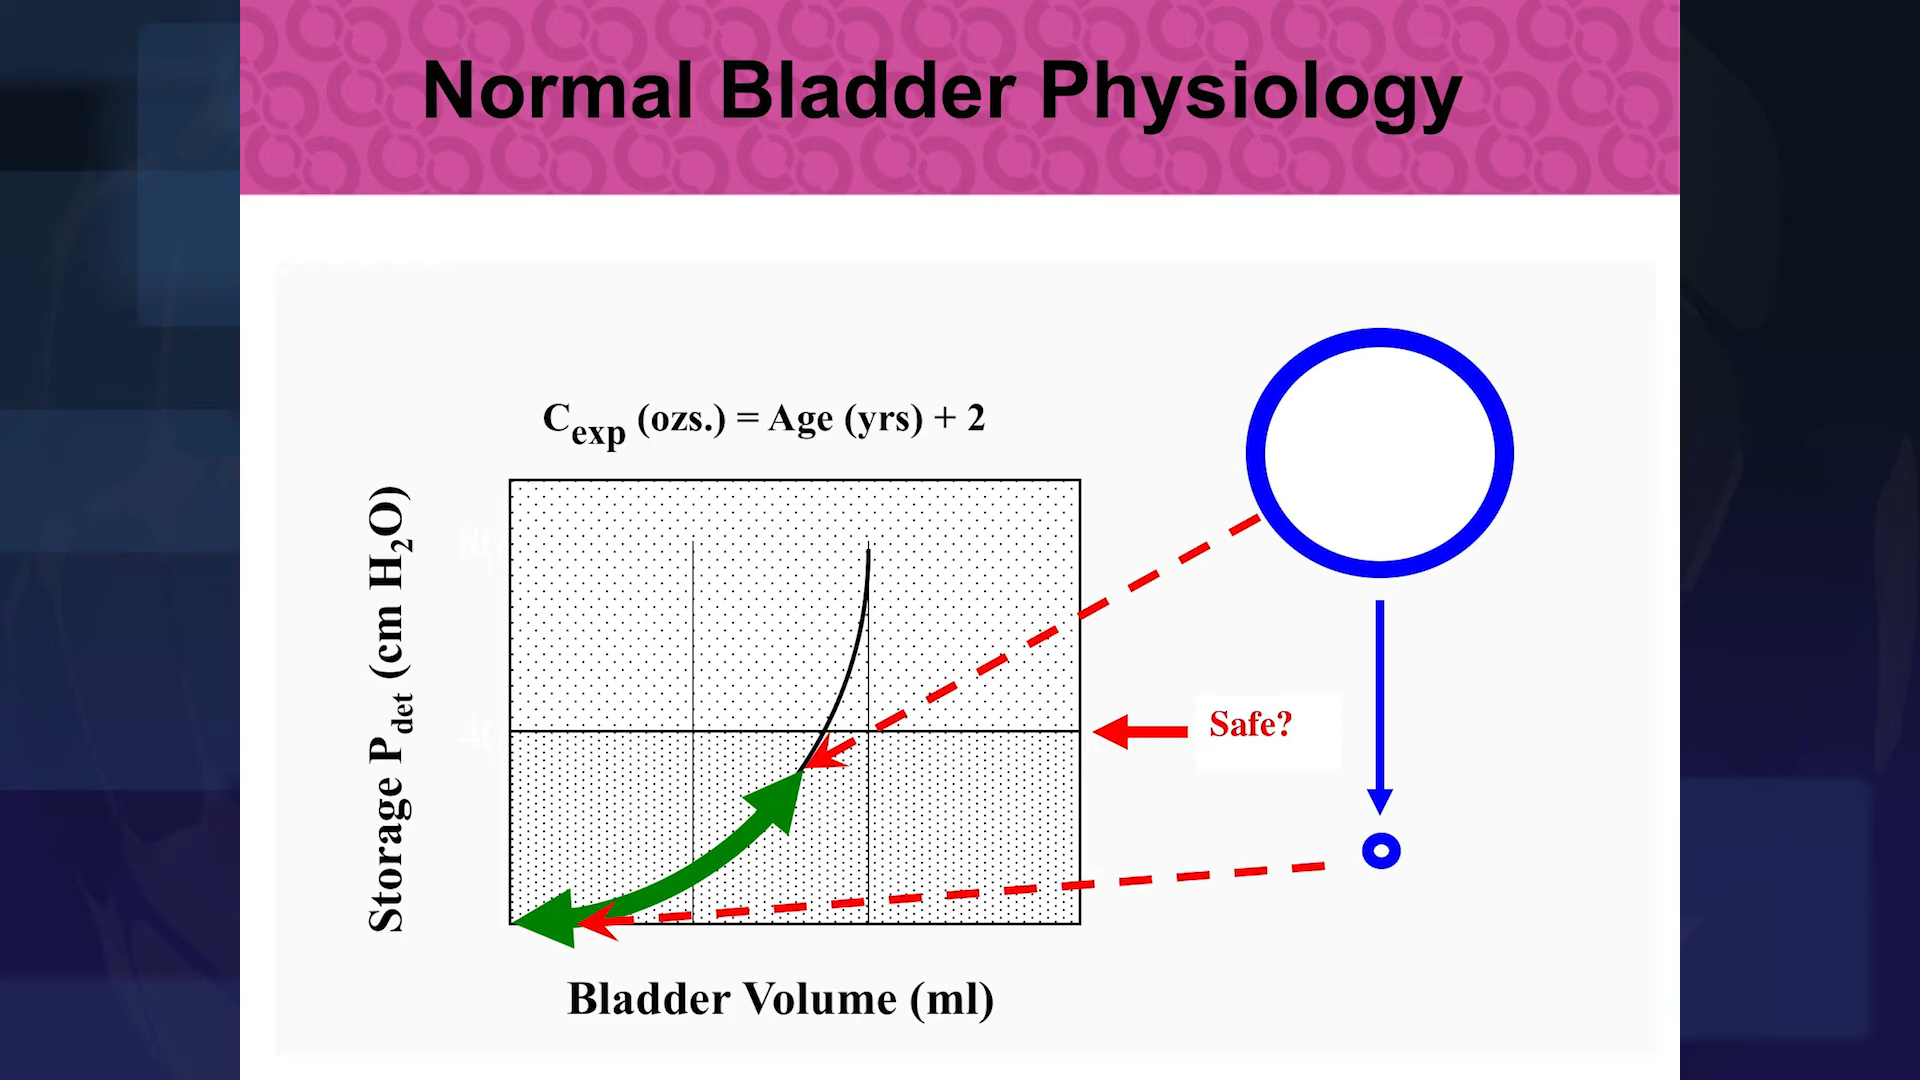 Normal Bladder Physiology
C_exp (ozs.) = Age (yrs) + 2
Storage P_det (cm H₂O)
Safe?
Bladder Volume (ml)